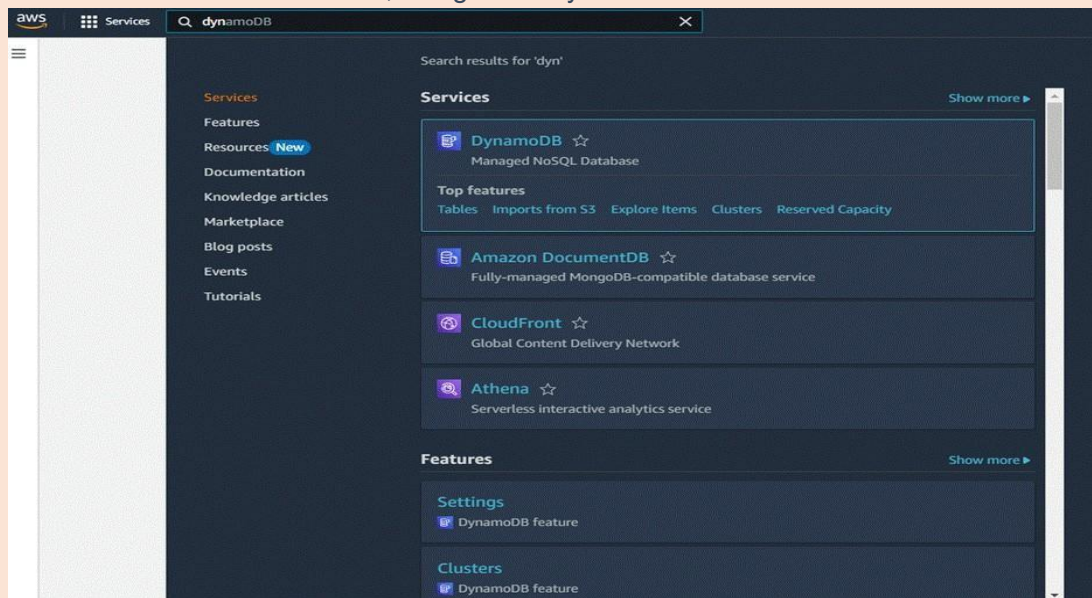 aws
Services
dynamoDB
Search results for 'dyn'
Services
Features
Resources New
Documentation
Knowledge articles
Marketplace
Blog posts
Events
Tutorials
Services
Show more
DynamoDB
Managed NoSQL Database
Top features
Tables Imports from S3 Explore Items Clusters Reserved Capacity
Amazon DocumentDB
Fully-managed MongoDB-compatible database service
CloudFront
Global Content Delivery Network
Athena
Serverless interactive analytics service
Features
Show more
Settings
DynamoDB feature
Clusters
DynamoDB feature